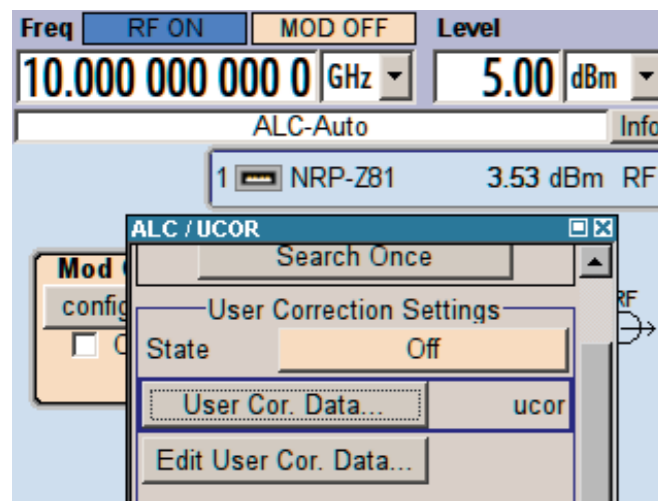 Freq RF ON MOD OFF Level
10.000 000 000 0 GHz 5.00 dBm
ALC-Auto Info
1 NRP-Z81 3.53 dBm RF
ALC / UCOR
Search Once
Mod
config
User Correction Settings
RF
State Off
User Cor. Data... ucor
Edit User Cor. Data...